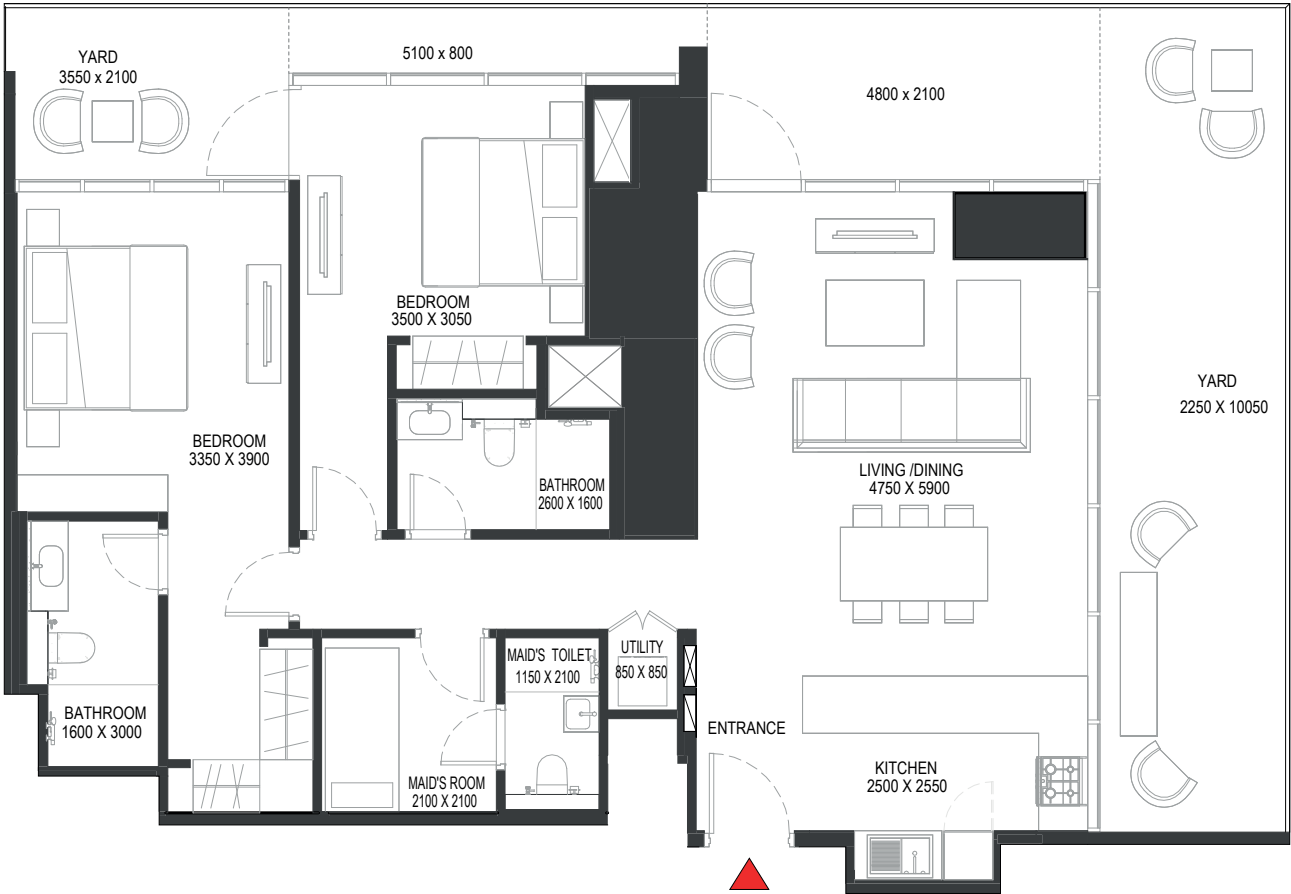 YARD
3550 x 2100
5100 x 800
4800 x 2100
BEDROOM
3500 X 3050
YARD
2250 X 10050
BEDROOM
3350 X 3900
LIVING /DINING
4750 X 5900
BATHROOM
2600 X 1600
UTILITY
850 X 850
MAID'S TOILET
1150 X 2100
BATHROOM
1600 X 3000
ENTRANCE
MAID'S ROOM
2100 X 2100
KITCHEN
2500 X 2550